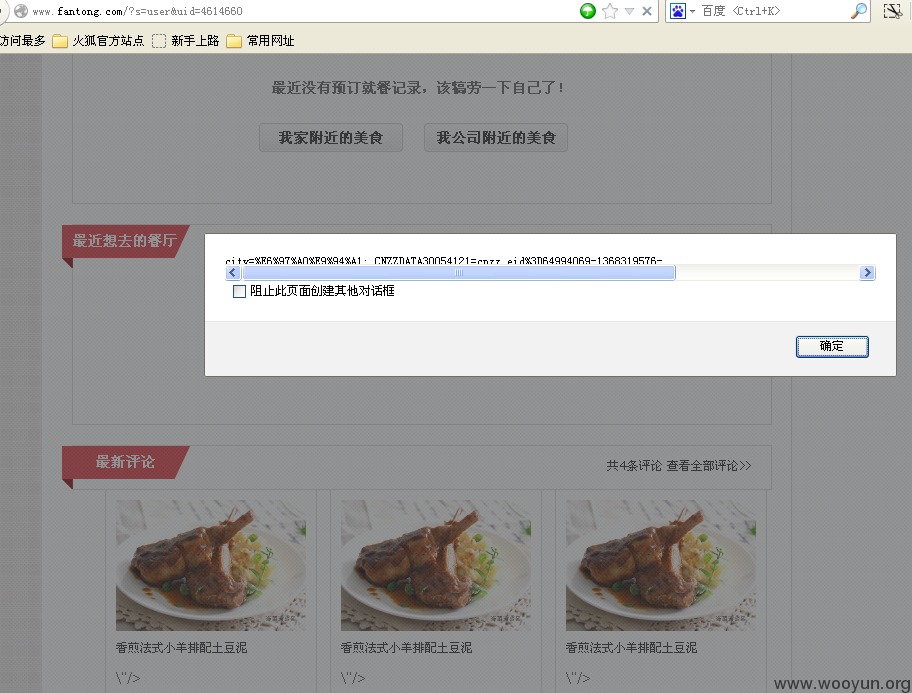 www.fantong.com/?s=user&uid=4614660
百度 <Ctrl+K>
访问最多 火狐官方站点 新手上路 常用网址
最近没有预订就餐记录，该犒劳一下自己了！
我家附近的美食 我公司附近的美食
最近想去的餐厅
city=%E6%97%A0%E9%94%A1; CNZZDATA30054121=cnzz_eid%3D64994069-1368319576-
阻止此页面创建其他对话框
确定
最新评论
共4条评论 查看全部评论>>
香煎法式小羊排配土豆泥 香煎法式小羊排配土豆泥 香煎法式小羊排配土豆泥
\"/> \"/> \"/>
www.wooyun.org